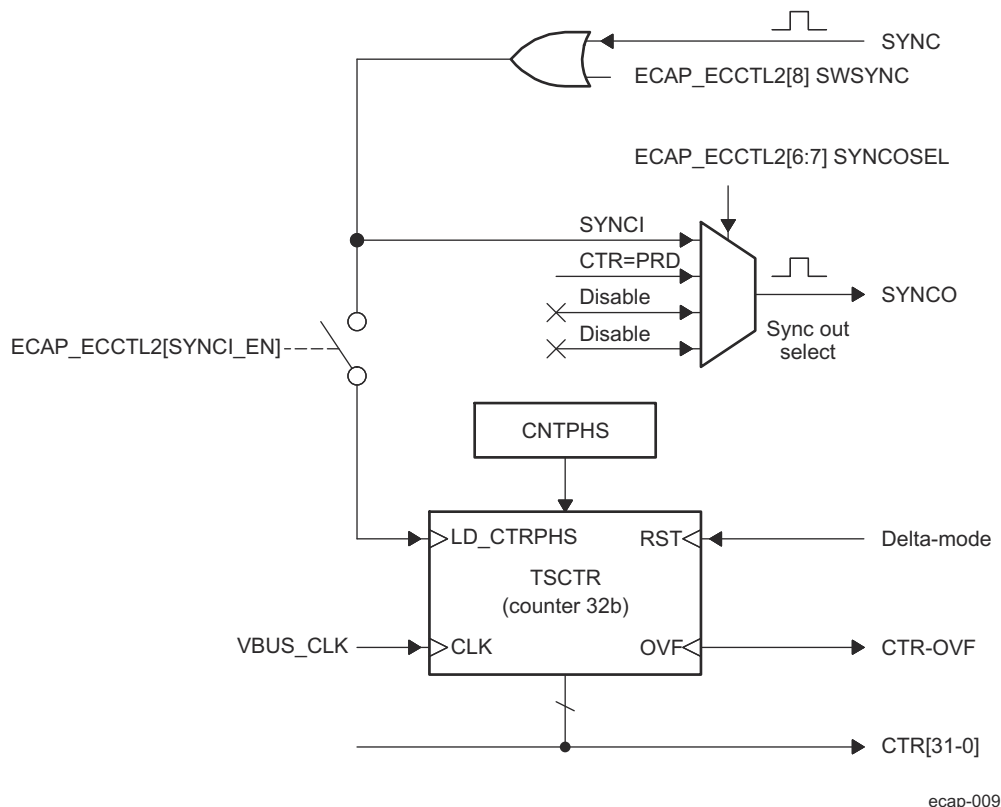 SYNC
ECAP_ECCTL2[8] SWSYNC
ECAP_ECCTL2[6:7] SYNCOSEL
SYNCI
CTR=PRD
Disable
Disable
SYNCO
Sync out
select
ECAP_ECCTL2[SYNCI_EN]
CNTPHS
LD_CTRPHS
RST
Delta-mode
TSCTR
(counter 32b)
VBUS_CLK
CLK
OVF
CTR-OVF
CTR[31-0]
ecap-009